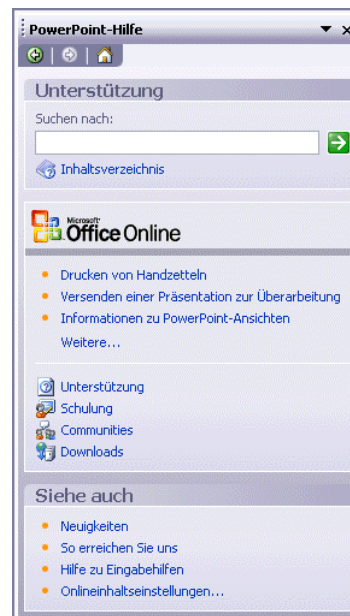 PowerPoint-Hilfe
Unterstützung
Suchen nach:
Inhaltsverzeichnis
Microsoft®
Office Online
Drucken von Handzetteln
Versenden einer Präsentation zur Überarbeitung
Informationen zu PowerPoint-Ansichten
Weitere...
Unterstützung
Schulung
Communities
Downloads
Siehe auch
Neuigkeiten
So erreichen Sie uns
Hilfe zu Eingabehilfen
Onlineinhaltseinstellungen...